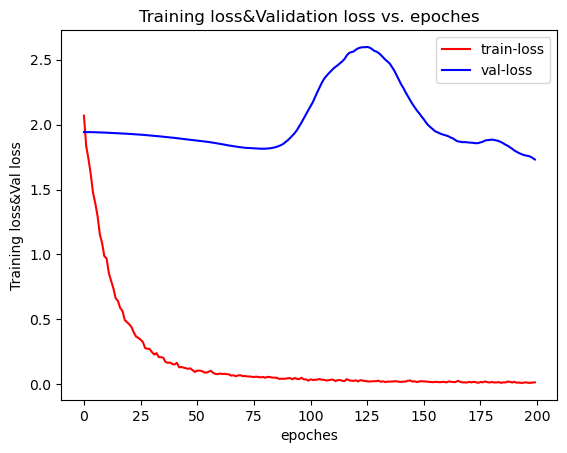 Training loss&Validation loss vs. epoches
train-loss
val-loss
Training loss&Val loss
2.5
2.0
1.5
1.0
0.5
0.0
0 25 50 75 100 125 150 175 200
epoches